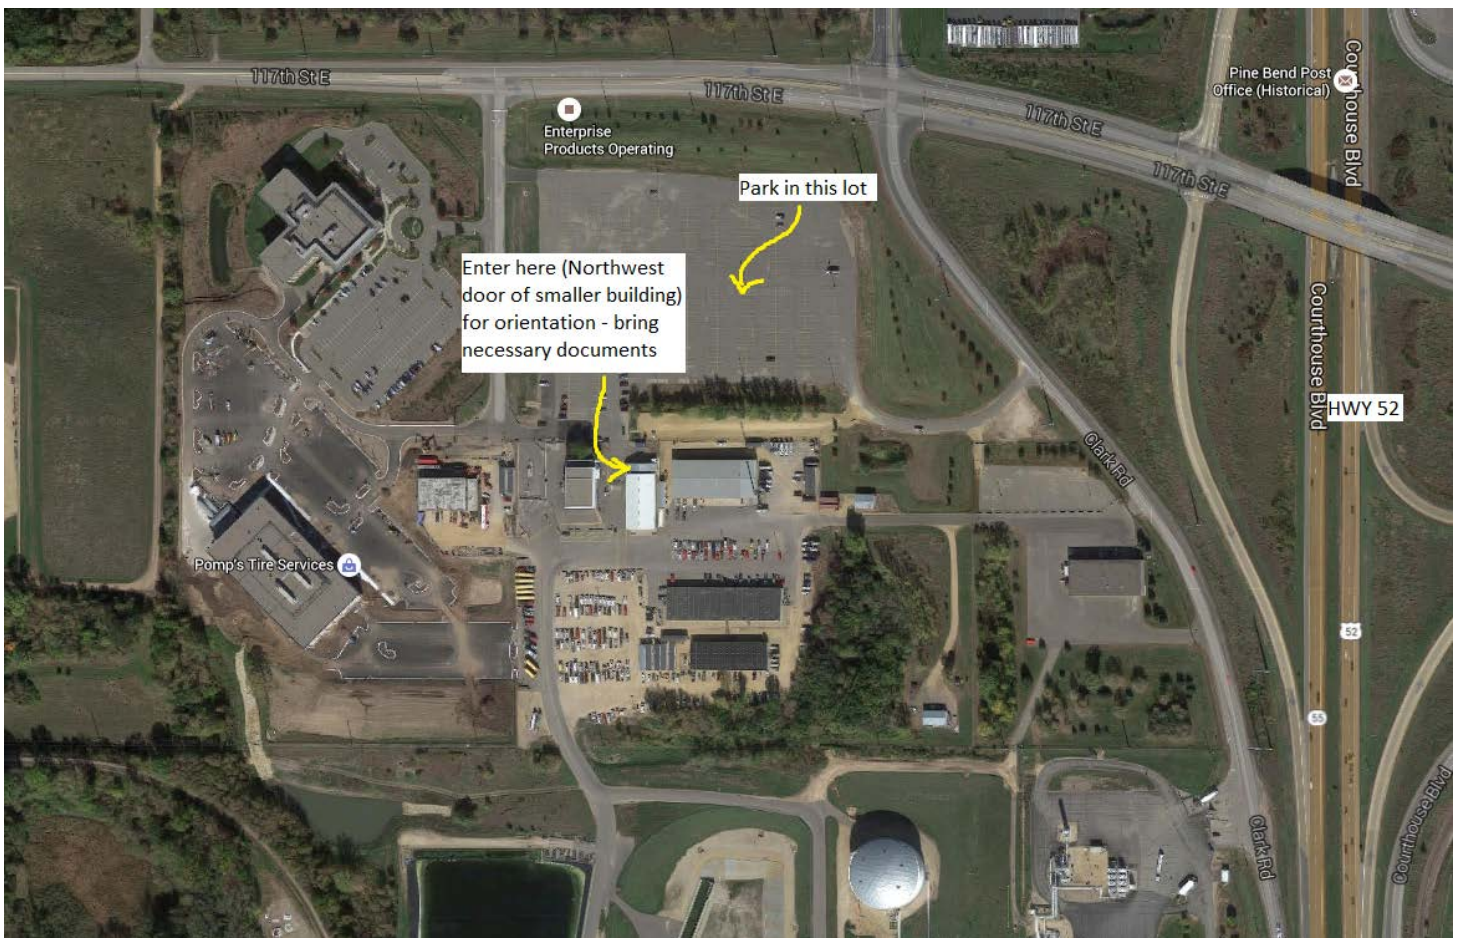 117th St E
117th St E
117th St E
117th St E
Courthouse Blvd
Pine Bend Post
Office (Historical)
Enterprise
Products Operating
Park in this lot
Enter here (Northwest
door of smaller building)
for orientation - bring
necessary documents
Courthouse Blvd
HWY 52
Clark Rd
Pomp's Tire Services
52
55
Clark Rd
Courthouse Blvd